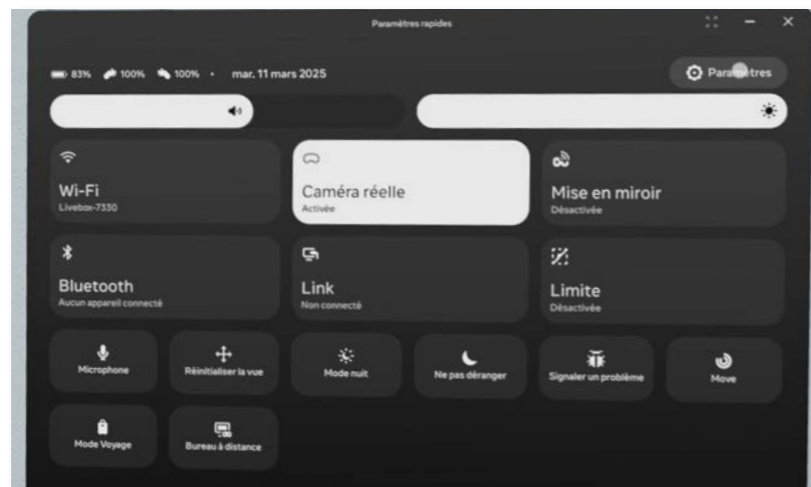 Paramètres rapides
83% 100% 100% · mar. 11 mars 2025
Paramètres
Wi-Fi
Livebox-7330
Caméra réelle
Activée
Mise en miroir
Désactivée
Bluetooth
Aucun appareil connecté
Link
Non connecté
Limite
Désactivée
Microphone
Réinitialiser la vue
Mode nuit
Ne pas déranger
Signaler un problème
Move
Mode Voyage
Bureau à distance